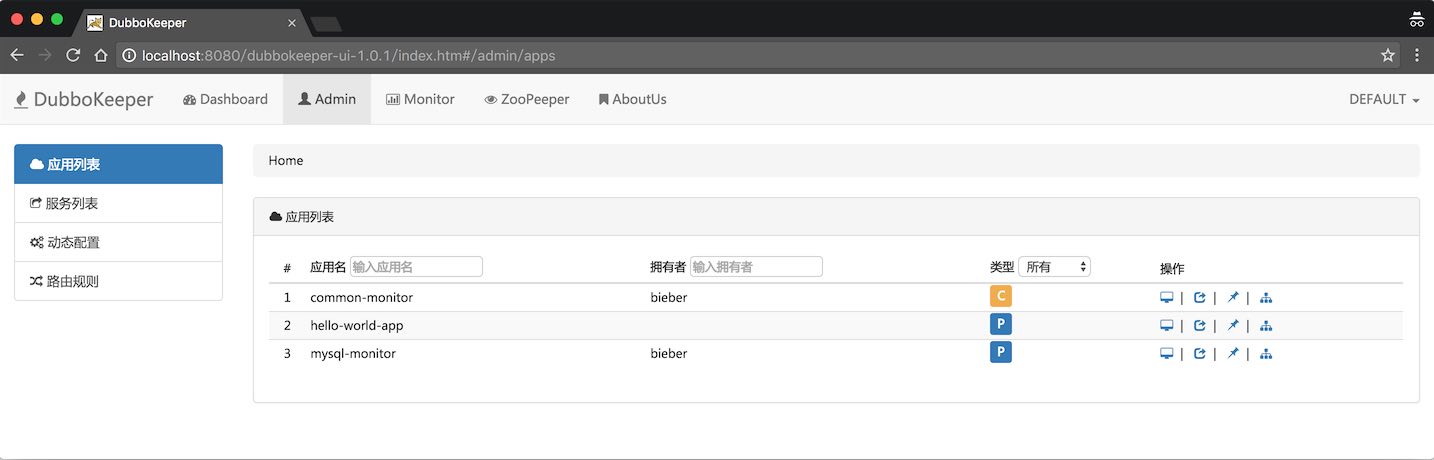 DubboKeeper
localhost:8080/dubbokeeper-ui-1.0.1/index.htm#/admin/apps
DubboKeeper Dashboard Admin Monitor ZooPeeper AboutUs DEFAULT
应用列表
服务列表
动态配置
路由规则
Home
应用列表
# 应用名 输入应用名 拥有者 输入拥有者 类型 所有 操作
1 common-monitor bieber C | | |
2 hello-world-app P | | |
3 mysql-monitor bieber P | | |